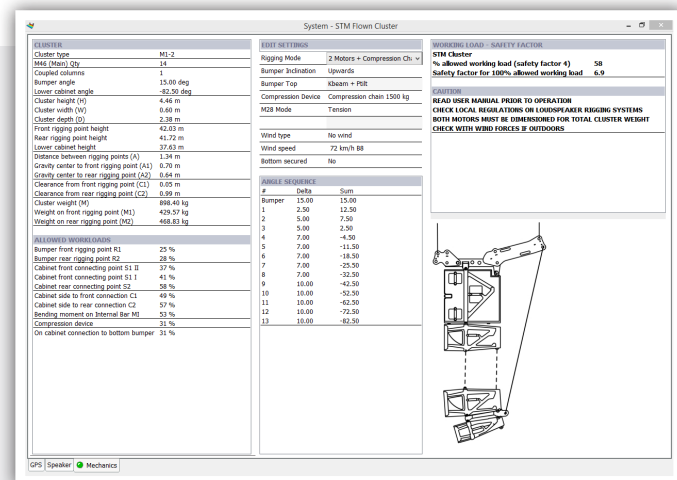 System - STM Flown Cluster
CLUSTER
Cluster type M1-2
M46 (Main) Qty 14
Coupled columns 1
Bumper angle 15.00 deg
Lower cabinet angle -82.50 deg
Cluster height (H) 4.46 m
Cluster width (W) 0.60 m
Cluster depth (D) 2.38 m
Front rigging point height 42.03 m
Rear rigging point height 41.72 m
Lower cabinet height 37.63 m
Distance between rigging points (A) 1.34 m
Gravity center to front rigging point (A1) 0.70 m
Gravity center to rear rigging point (A2) 0.64 m
Clearance from front rigging point (C1) 0.05 m
Clearance from rear rigging point (C2) 0.99 m
Cluster weight (M) 898.40 kg
Weight on front rigging point (M1) 429.57 kg
Weight on rear rigging point (M2) 468.83 kg
ALLOWED WORKLOADS
Bumper front rigging point R1 25 %
Bumper rear rigging point R2 28 %
Cabinet front connecting point S1 II 37 %
Cabinet front connecting point S1 I 41 %
Cabinet rear connecting point S2 58 %
Cabinet side to front connection C1 49 %
Cabinet side to rear connection C2 57 %
Bending moment on Internal Bar MI 53 %
Compression device 31 %
On cabinet connection to bottom bumper 31 %
EDIT SETTINGS
Rigging Mode 2 Motors + Compression Cha
Bumper Inclination Upwards
Bumper Top Kbeam + Ptilt
Compression Device Compression chain 1500 kg
M28 Mode Tension
Wind type No wind
Wind speed 72 km/h B8
Bottom secured No
ANGLE SEQUENCE
# Delta Sum
Bumper 15.00 15.00
1 2.50 12.50
2 5.00 7.50
3 5.00 2.50
4 7.00 -4.50
5 7.00 -11.50
6 7.00 -18.50
7 7.00 -25.50
8 7.00 -32.50
9 10.00 -42.50
10 10.00 -52.50
11 10.00 -62.50
12 10.00 -72.50
13 10.00 -82.50
WORKING LOAD - SAFETY FACTOR
STM Cluster
% allowed working load (safety factor 4) 58
Safety factor for 100% allowed working load 6.9
CAUTION
READ USER MANUAL PRIOR TO OPERATION
CHECK LOCAL REGULATIONS ON LOUDSPEAKER RIGGING SYSTEMS
BOTH MOTORS MUST BE DIMENSIONED FOR TOTAL CLUSTER WEIGHT
CHECK WITH WIND FORCES IF OUTDOORS
GPS Speaker Mechanics